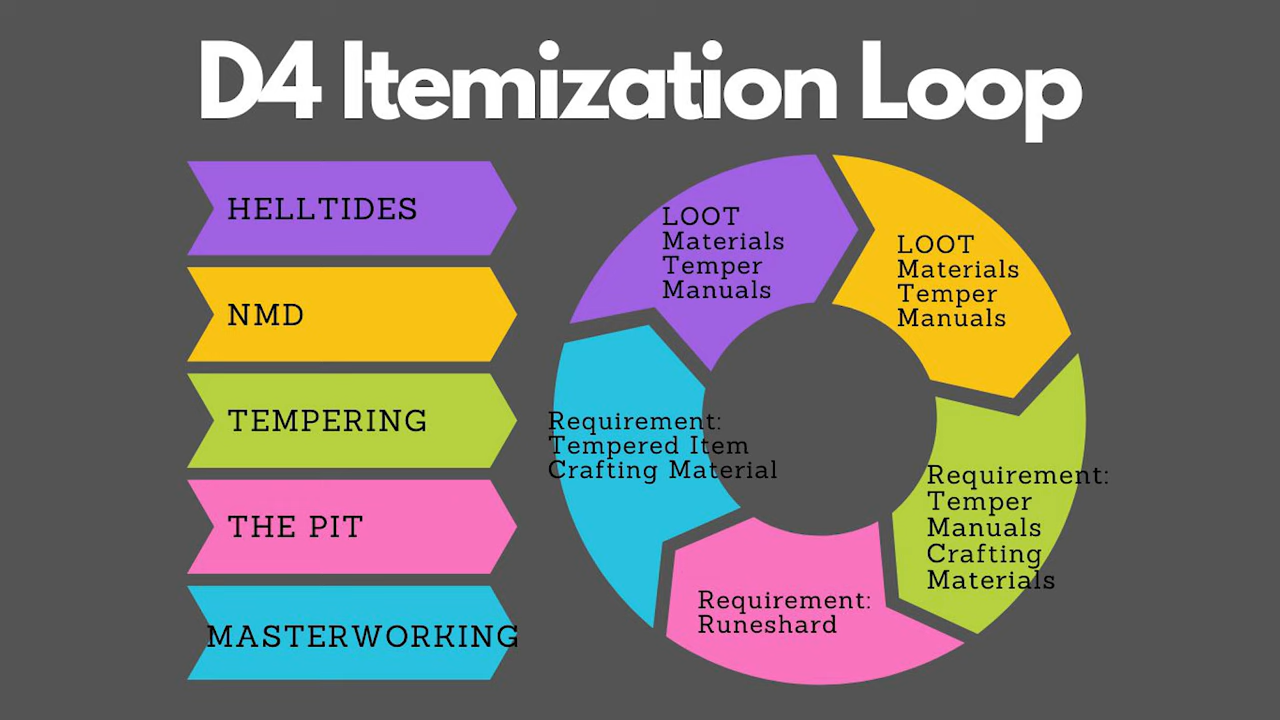 D4 Itemization Loop
HELLTIDES
NMD
TEMPERING
THE PIT
MASTERWORKING
LOOT
Materials
Temper
Manuals
LOOT
Materials
Temper
Manuals
Requirement:
Temper
Manuals
Crafting
Materials
Requirement:
Runeshard
Requirement:
Tempered Item
Crafting Material